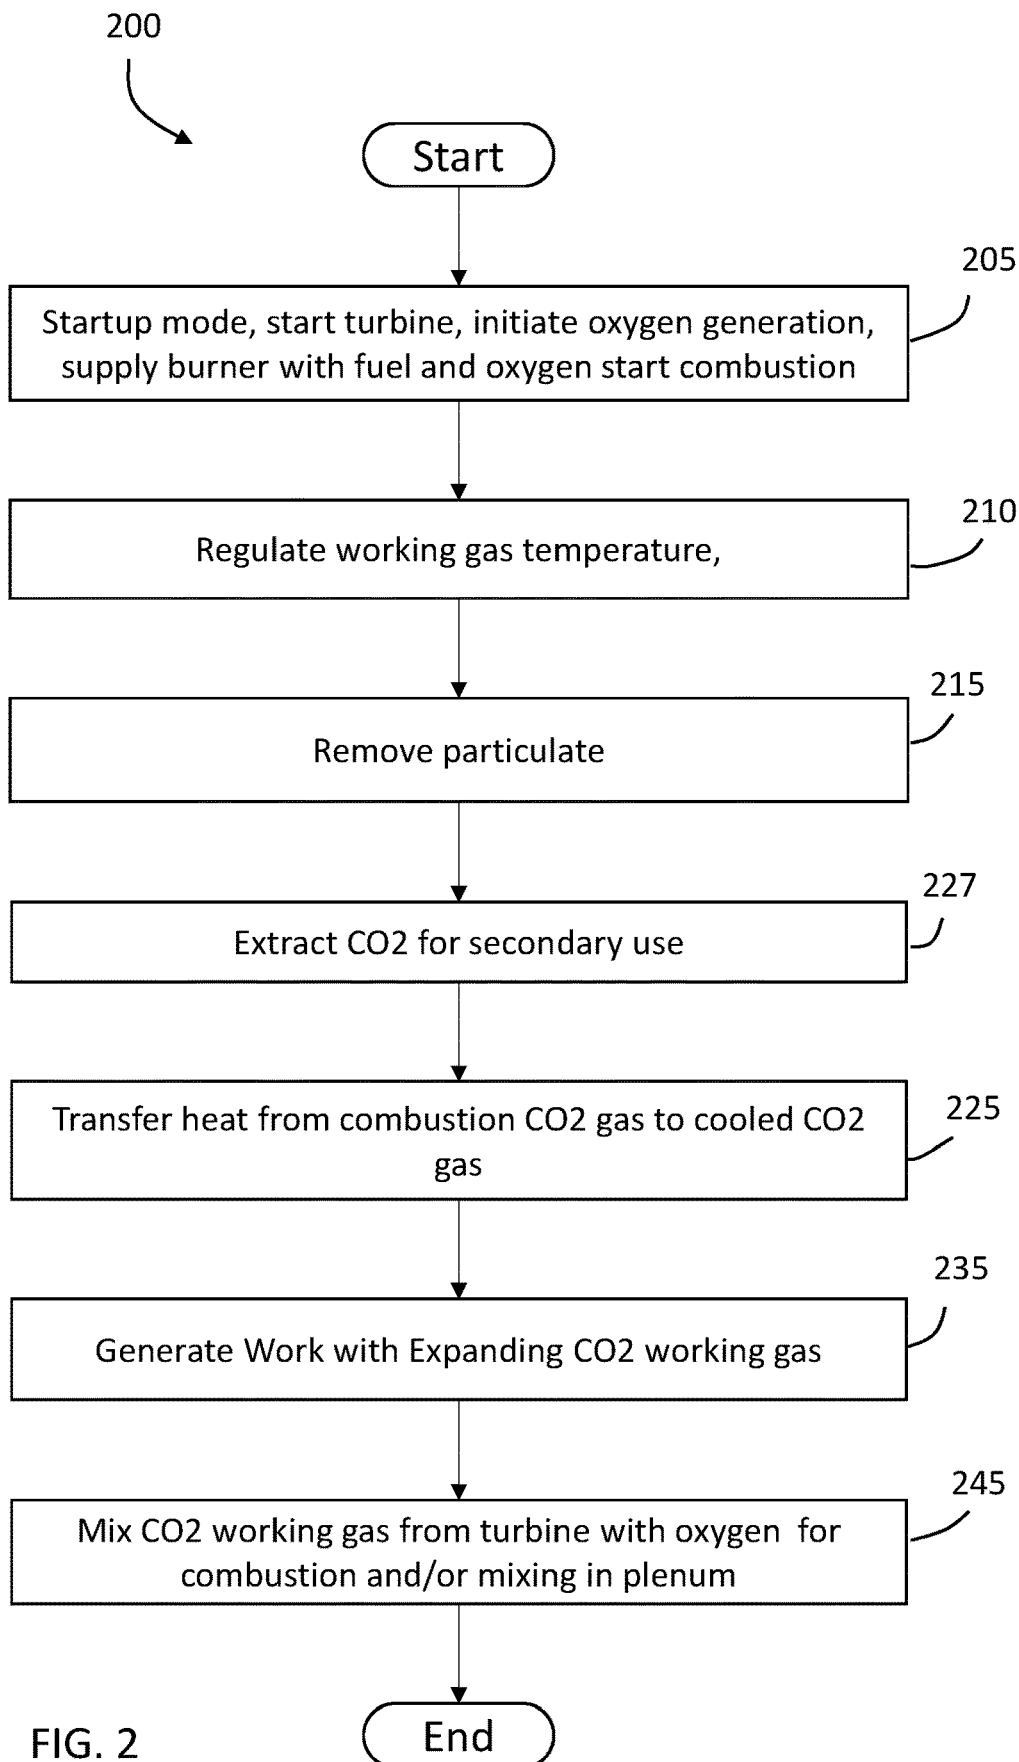 200
Start
205
Startup mode, start turbine, initiate oxygen generation,
supply burner with fuel and oxygen start combustion
210
Regulate working gas temperature,
215
Remove particulate
227
Extract CO2 for secondary use
225
Transfer heat from combustion CO2 gas to cooled CO2
gas
235
Generate Work with Expanding CO2 working gas
245
Mix CO2 working gas from turbine with oxygen for
combustion and/or mixing in plenum
End
FIG. 2